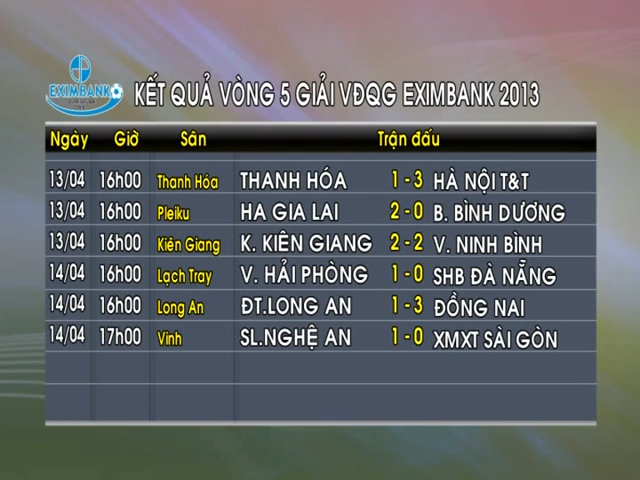 EXIMBANK
KẾT QUẢ VÒNG 5 GIẢI VĐQG EXIMBANK 2013
Ngày Giờ Sân Trận đấu
13/04 16h00 Thanh Hóa THANH HÓA 1 - 3 HÀ NỘI T&T
13/04 16h00 Pleiku HA GIA LAI 2 - 0 B. BÌNH DƯƠNG
13/04 16h00 Kiên Giang K. KIÊN GIANG 2 - 2 V. NINH BÌNH
14/04 16h00 Lạch Tray V. HẢI PHÒNG 1 - 0 SHB ĐÀ NẴNG
14/04 16h00 Long An ĐT.LONG AN 1 - 3 ĐỒNG NAI
14/04 17h00 Vinh SL.NGHỆ AN 1 - 0 XMXT SÀI GÒN